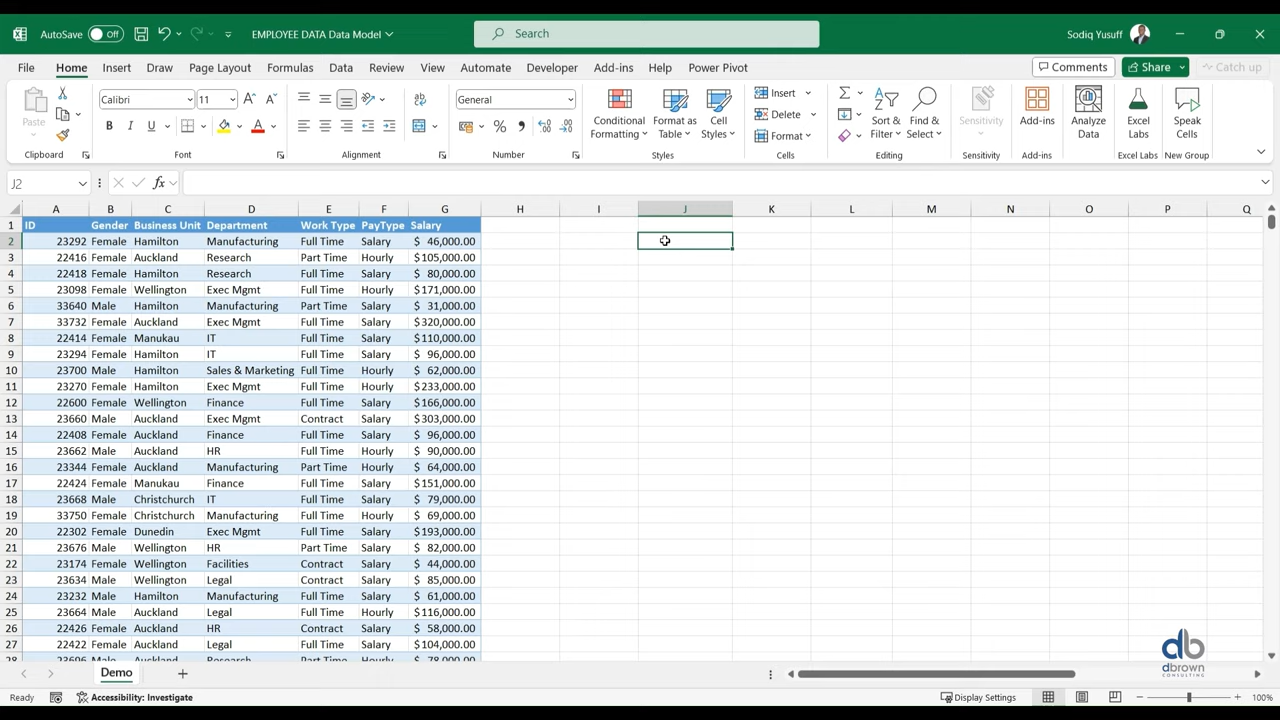 AutoSave Off EMPLOYEE DATA Data Model Search Sodiq Yusuff
File Home Insert Draw Page Layout Formulas Data Review View Automate Developer Add-ins Help Power Pivot Comments Share Catch up
Paste Calibri 11 General Conditional Formatting Format as Table Cell Styles Insert Delete Format Sort & Filter Find & Select Sensitivity Add-ins Analyze Data Excel Labs Speak Cells
Clipboard Font Alignment Number Styles Cells Editing Sensitivity Add-ins Excel Labs New Group
J2 fx
A B C D E F G H I J K L M N O P Q
1 ID Gender Business Unit Department Work Type PayType Salary
2 23292 Female Hamilton Manufacturing Full Time Salary $ 46,000.00
3 22416 Female Auckland Research Part Time Hourly $105,000.00
4 22418 Female Hamilton Research Full Time Salary $ 80,000.00
5 23098 Female Wellington Exec Mgmt Full Time Hourly $171,000.00
6 33640 Male Hamilton Manufacturing Part Time Salary $ 31,000.00
7 33732 Female Auckland Exec Mgmt Full Time Salary $320,000.00
8 22414 Female Manukau IT Full Time Salary $110,000.00
9 23294 Female Hamilton IT Full Time Salary $ 96,000.00
10 23700 Male Hamilton Sales & Marketing Full Time Hourly $ 62,000.00
11 23270 Female Hamilton Exec Mgmt Full Time Hourly $233,000.00
12 22600 Female Wellington Finance Full Time Salary $166,000.00
13 23660 Male Auckland Exec Mgmt Contract Salary $303,000.00
14 22408 Female Auckland Finance Full Time Salary $ 96,000.00
15 23662 Male Auckland HR Full Time Hourly $ 90,000.00
16 23344 Female Auckland Manufacturing Part Time Hourly $ 64,000.00
17 22424 Female Manukau Finance Full Time Salary $151,000.00
18 23668 Male Christchurch IT Full Time Salary $ 79,000.00
19 33750 Female Christchurch Manufacturing Full Time Hourly $ 69,000.00
20 22302 Female Dunedin Exec Mgmt Full Time Salary $193,000.00
21 23676 Male Wellington HR Part Time Salary $ 82,000.00
22 23174 Female Wellington Facilities Contract Salary $ 44,000.00
23 23634 Male Wellington Legal Contract Salary $ 85,000.00
24 23232 Male Hamilton Manufacturing Full Time Salary $ 61,000.00
25 23664 Male Auckland Legal Full Time Hourly $116,000.00
26 22426 Female Auckland HR Contract Salary $ 58,000.00
27 22422 Female Auckland Legal Full Time Salary $104,000.00
28 23696 Male Auckland Research Part Time Hourly $ 78,000.00
db
dbrown
CONSULTING
Demo
Ready Accessibility: Investigate Display Settings 100%